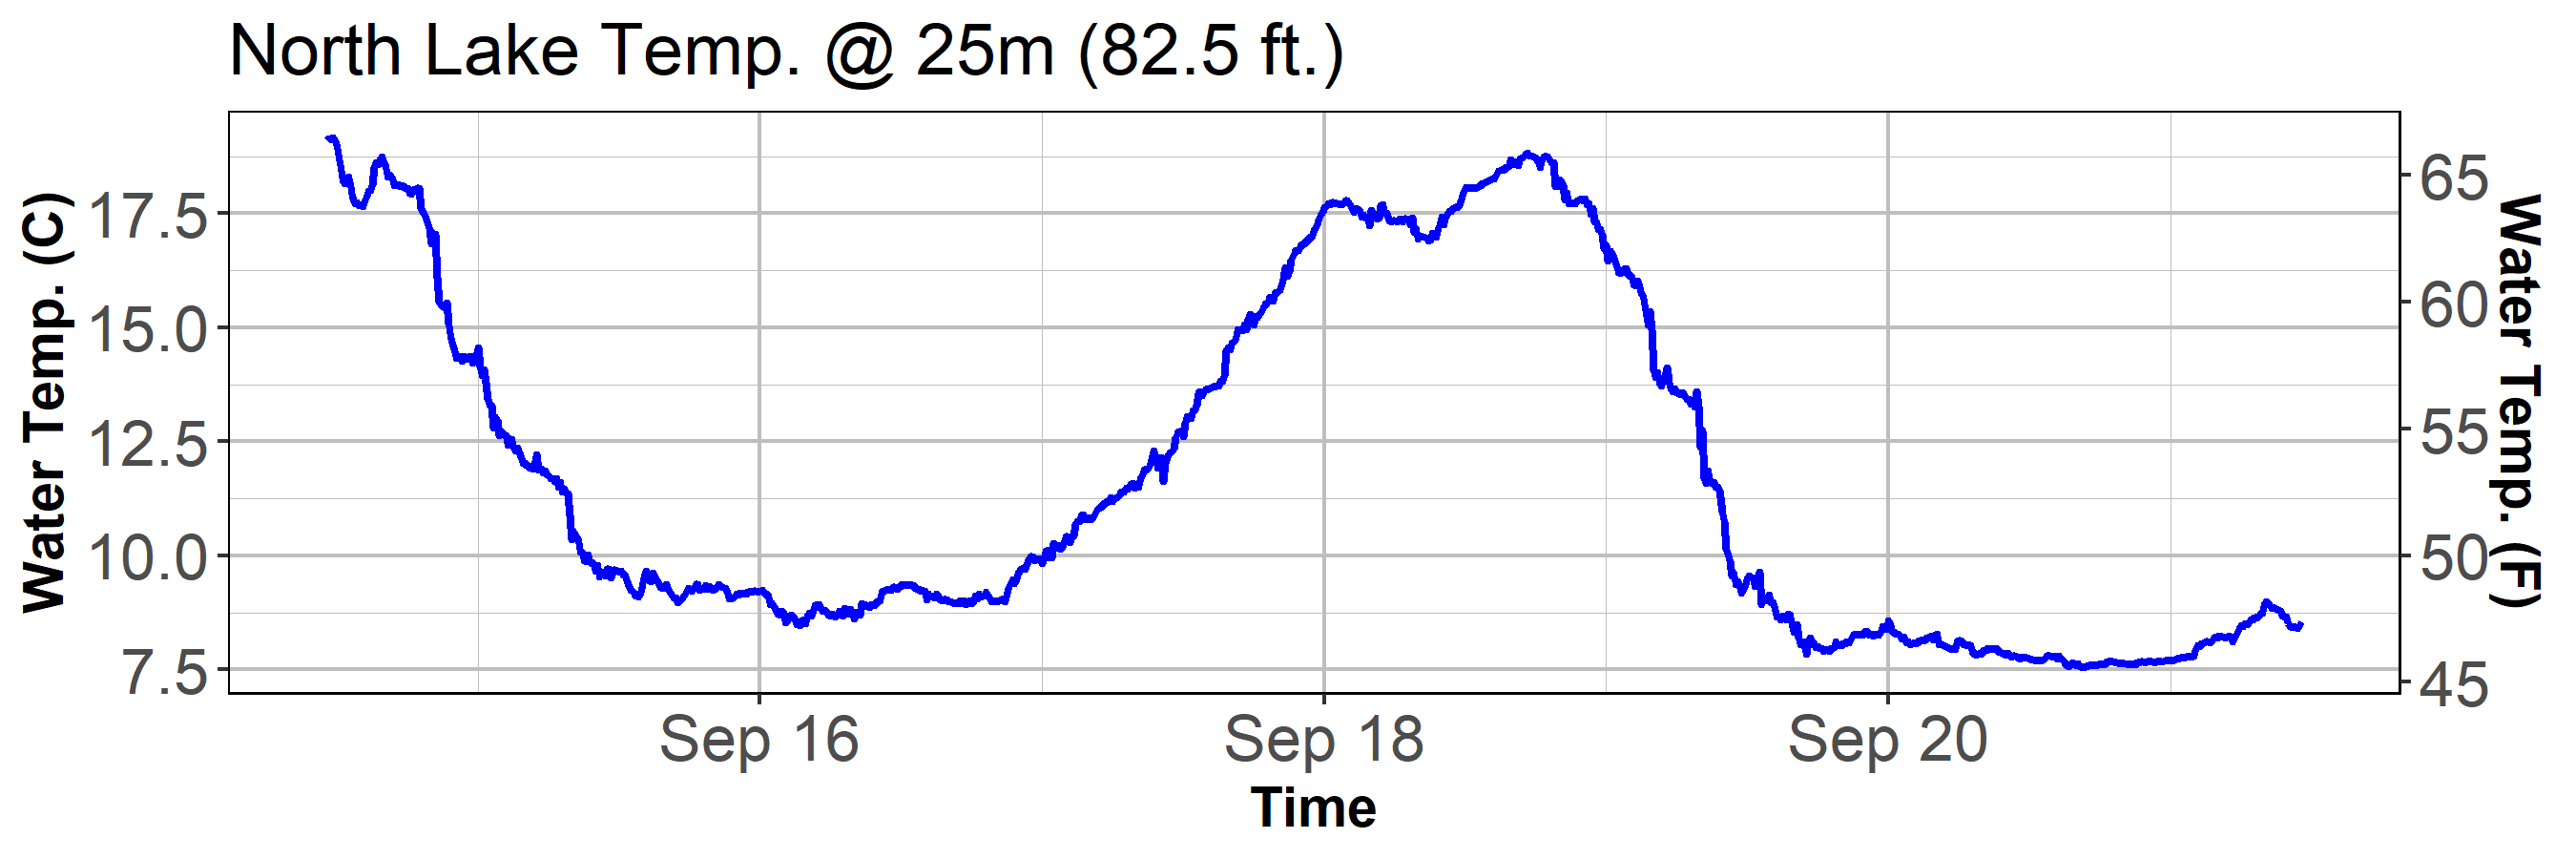 North Lake Temp. @ 25m (82.5 ft.)
Water Temp. (C)
17.5
15.0
12.5
10.0
7.5
65
60
55
50
45
Water Temp. (F)
Sep 16
Sep 18
Sep 20
Time